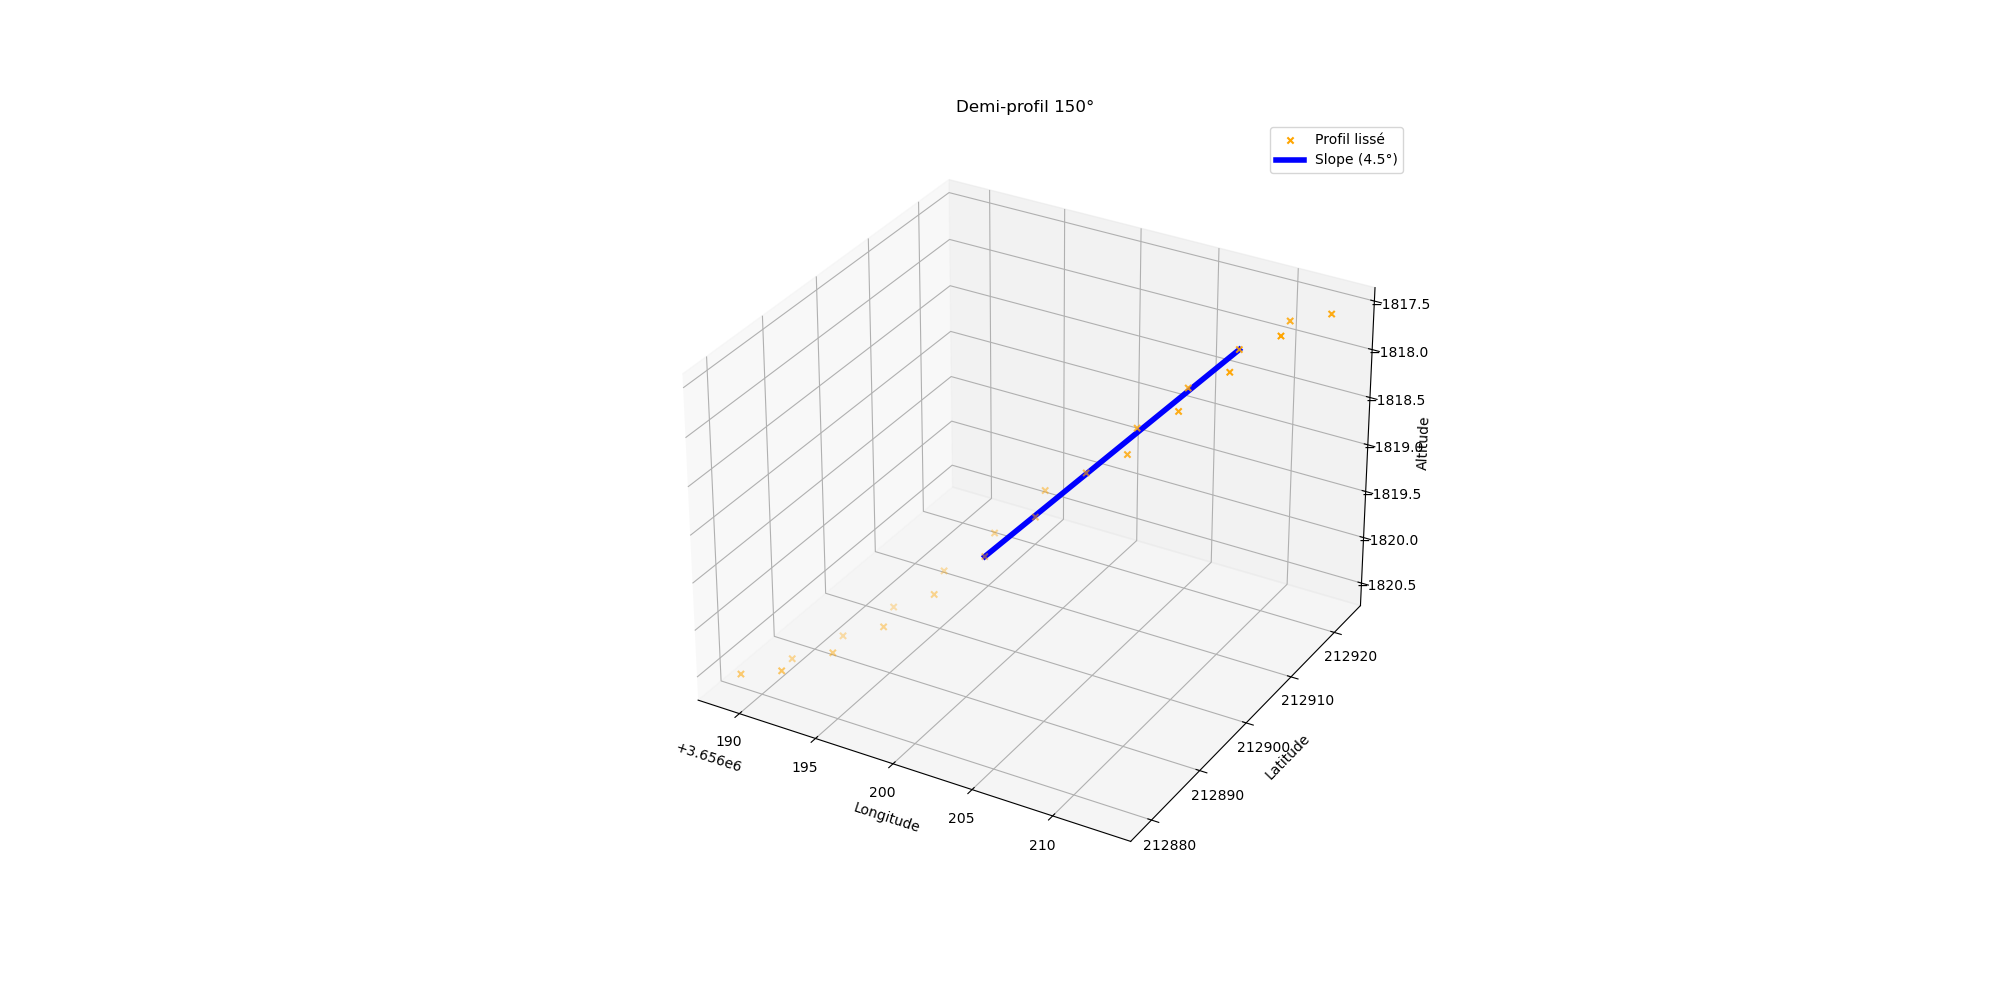 Demi-profil 150°
Profil lissé
Slope (4.5°)
−1817.5
−1818.0
−1818.5
−1819.0
−1819.5
−1820.0
−1820.5
Altitude
212920
212910
212900
212890
212880
Latitude
190
195
200
205
210
+3.656e6
Longitude